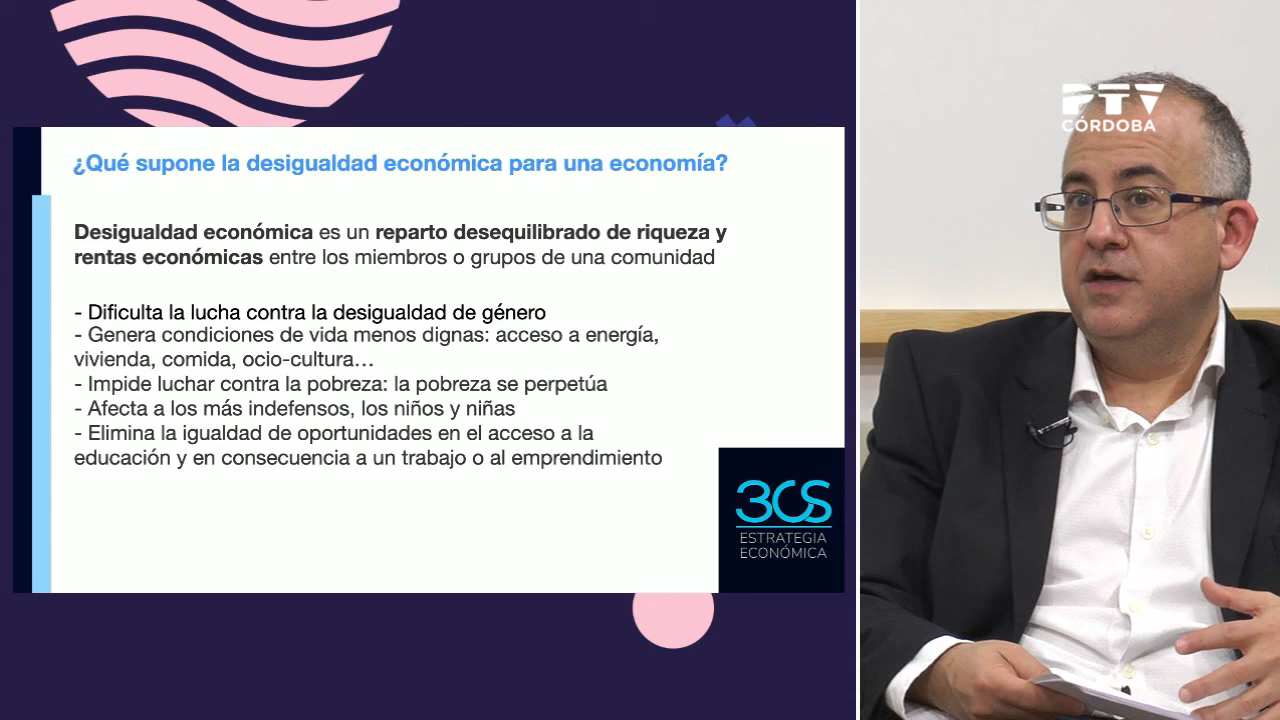 ¿Qué supone la desigualdad económica para una economía?
Desigualdad económica es un reparto desequilibrado de riqueza y
rentas económicas entre los miembros o grupos de una comunidad
- Dificulta la lucha contra la desigualdad de género
- Genera condiciones de vida menos dignas: acceso a energía,
vivienda, comida, ocio-cultura…
- Impide luchar contra la pobreza: la pobreza se perpetúa
- Afecta a los más indefensos, los niños y niñas
- Elimina la igualdad de oportunidades en el acceso a la
educación y en consecuencia a un trabajo o al emprendimiento
3CS
ESTRATEGIA
ECONÓMICA
PTV
CÓRDOBA